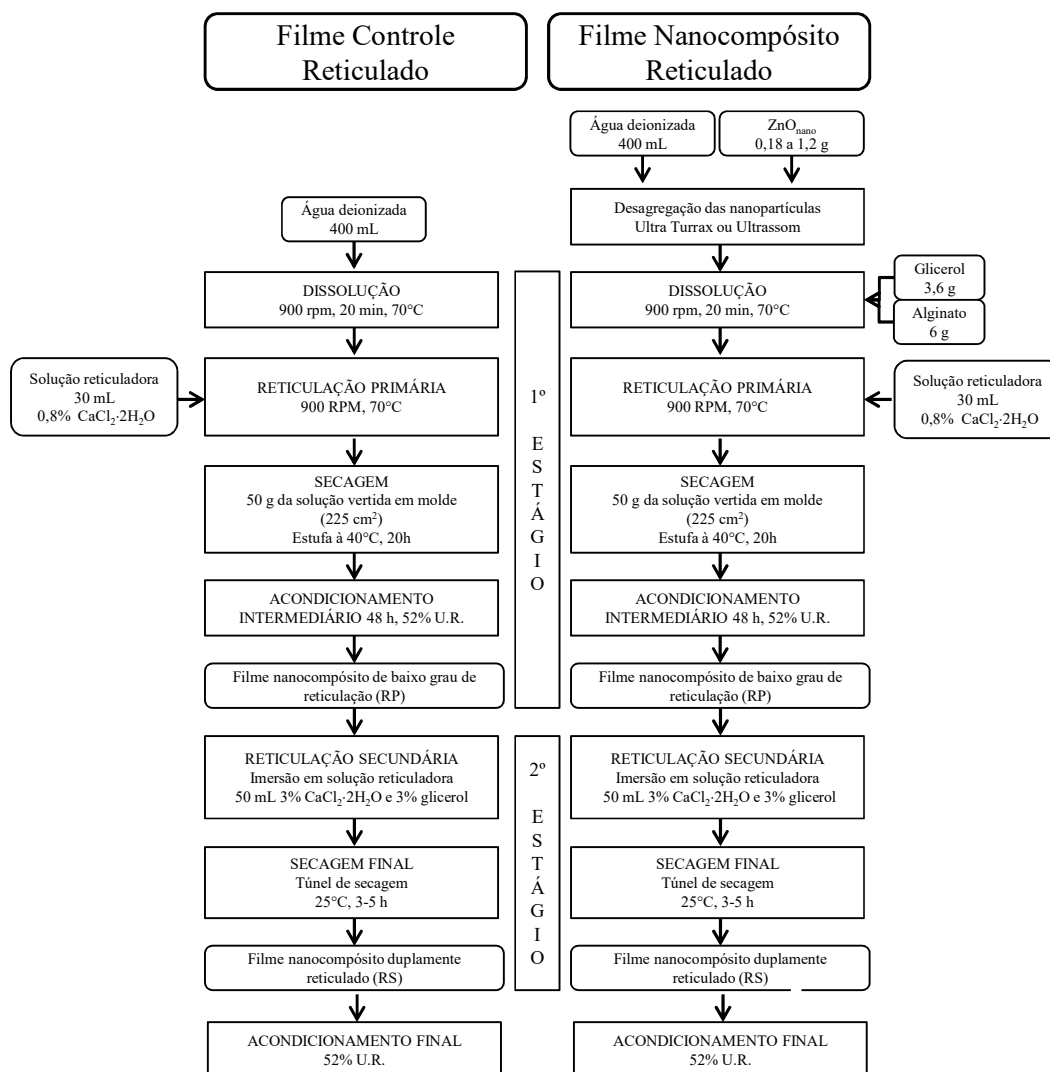 Filme Controle
Reticulado
Filme Nanocompósito
Reticulado
Água deionizada
400 mL
ZnOnano
0,18 a 1,2 g
Desagregação das nanopartículas
Ultra Turrax ou Ultrassom
Água deionizada
400 mL
DISSOLUÇÃO
900 rpm, 20 min, 70°C
DISSOLUÇÃO
900 rpm, 20 min, 70°C
Glicerol
3,6 g
Alginato
6 g
Solução reticuladora
30 mL
0,8% CaCl2·2H2O
RETICULAÇÃO PRIMÁRIA
900 RPM, 70°C
1º
E
S
T
Á
G
I
O
RETICULAÇÃO PRIMÁRIA
900 RPM, 70°C
Solução reticuladora
30 mL
0,8% CaCl2·2H2O
SECAGEM
50 g da solução vertida em molde
(225 cm2)
Estufa à 40°C, 20h
SECAGEM
50 g da solução vertida em molde
(225 cm2)
Estufa à 40°C, 20h
ACONDICIONAMENTO
INTERMEDIÁRIO 48 h, 52% U.R.
ACONDICIONAMENTO
INTERMEDIÁRIO 48 h, 52% U.R.
Filme nanocompósito de baixo grau de
reticulação (RP)
Filme nanocompósito de baixo grau de
reticulação (RP)
RETICULAÇÃO SECUNDÁRIA
Imersão em solução reticuladora
50 mL 3% CaCl2·2H2O e 3% glicerol
2º
E
S
T
Á
G
I
O
RETICULAÇÃO SECUNDÁRIA
Imersão em solução reticuladora
50 mL 3% CaCl2·2H2O e 3% glicerol
SECAGEM FINAL
Túnel de secagem
25°C, 3-5 h
SECAGEM FINAL
Túnel de secagem
25°C, 3-5 h
Filme nanocompósito duplamente
reticulado (RS)
Filme nanocompósito duplamente
reticulado (RS)
ACONDICIONAMENTO FINAL
52% U.R.
ACONDICIONAMENTO FINAL
52% U.R.